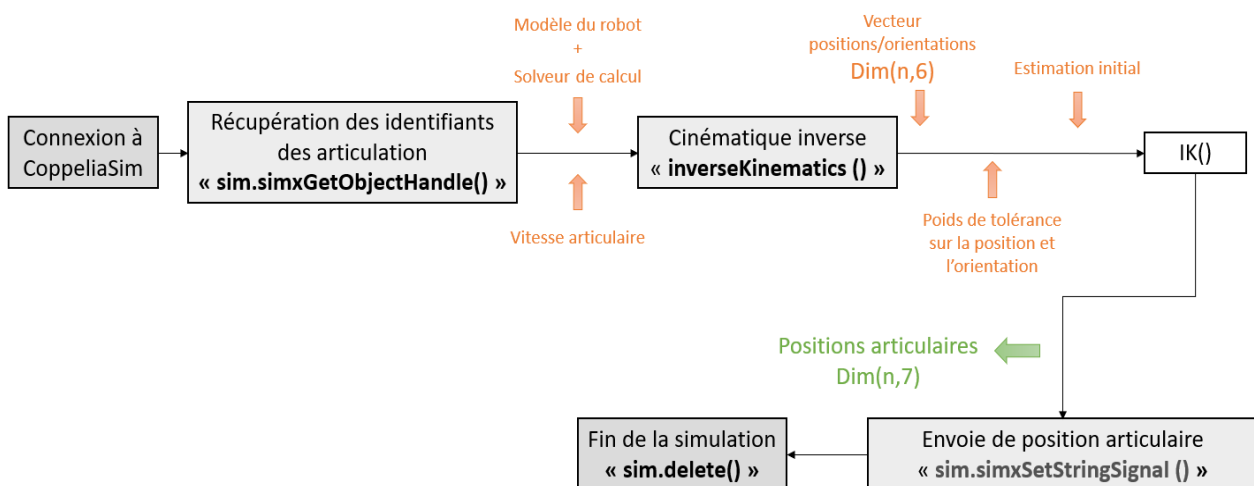 Modèle du robot
+
Solveur de calcul
Vecteur
positions/orientations
Dim(n,6)
Estimation initial
Connexion à
CoppeliaSim
Récupération des identifiants
des articulation
« sim.simxGetObjectHandle() »
Cinématique inverse
« inverseKinematics () »
IK()
Vitesse articulaire
Poids de tolérance
sur la position et
l'orientation
Positions articulaires
Dim(n,7)
Fin de la simulation
« sim.delete() »
Envoie de position articulaire
« sim.simxSetStringSignal () »